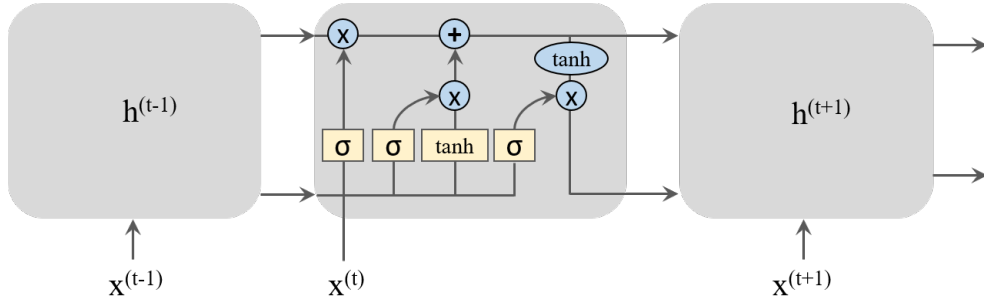 x
+
tanh
h(t-1)
x
x
h(t+1)
σ
σ
tanh
σ
x(t-1)
x(t)
x(t+1)